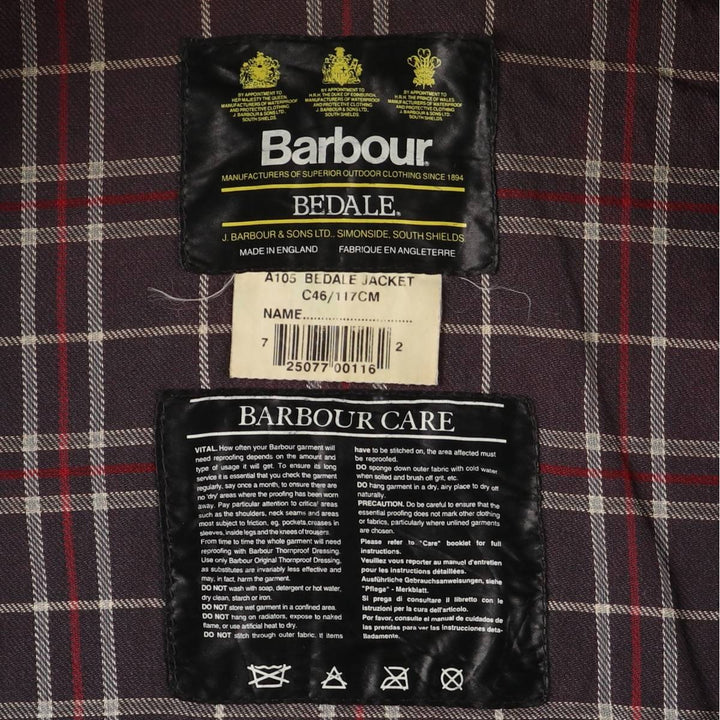 BY APPOINTMENT TO
HER MAJESTY THE QUEEN
MANUFACTURERS OF WATERPROOF
AND PROTECTIVE CLOTHING
J. BARBOUR & SONS LTD.
SOUTH SHIELDS
BY APPOINTMENT TO
H.R.H. THE DUKE OF EDINBURGH
MANUFACTURERS OF WATERPROOF
AND PROTECTIVE CLOTHING
J. BARBOUR & SONS LTD.
SOUTH SHIELDS
BY APPOINTMENT TO
H.R.H. THE PRINCE OF WALES
MANUFACTURERS OF WATERPROOF
AND PROTECTIVE CLOTHING
J. BARBOUR & SONS LTD.
SOUTH SHIELDS
Barbour®
MANUFACTURERS OF SUPERIOR OUTDOOR CLOTHING SINCE 1894
BEDALE®
J. BARBOUR & SONS LTD., SIMONSIDE, SOUTH SHIELDS
MADE IN ENGLAND FABRIQUE EN ANGLETERRE
A105 BEDALE JACKET
C46/117CM
NAME..............................
7 25077 00116 2
BARBOUR CARE
VITAL. How often your Barbour garment will
need reproofing depends on the amount and
type of usage it will get. To ensure its long
service it is essential that you check the garment
regularly, say once a month, to ensure there are
no 'dry' areas where the proofing has been worn
away. Pay particular attention to critical areas
such as the shoulders, neck seams and areas
most subject to friction, eg. pockets, creases in
sleeves, inside legs and the knees of trousers.
From time to time the whole garment will need
reproofing with Barbour Thornproof Dressing.
Use only Barbour Original Thornproof Dressing,
as substitutes are invariably less effective and
may, in fact, harm the garment.
DO NOT wash with soap, detergent or hot water,
dry clean, starch or iron.
DO NOT store wet garment in a confined area.
DO NOT hang on radiators, expose to naked
flame, or use artificial heat to dry.
DO NOT stitch through outer fabric. If items
have to be stitched on, the area affected must
be reproofed.
DO sponge down outer fabric with cold water
when soiled and brush off grit, etc.
DO hang garment in a dry, airy place to dry off
naturally.
PRECAUTION. Do be careful to ensure that the
essential proofing does not mark other clothing
or fabrics, particularly where unlined garments
are chosen.
Please refer to "Care" booklet for full
instructions.
Veuillez vous reporter au manuel d'entretien
pour les instructions détaillées.
Ausführliche Gebrauchsanweisungen, siehe
"Pflege" - Merkblatt.
Si prega di consultare il libretto con le
istruzioni per la cura dell'articolo.
Por favor, consulte el manual de cuidados de
las prendas para ver las instrucciones deta-
lladamente.